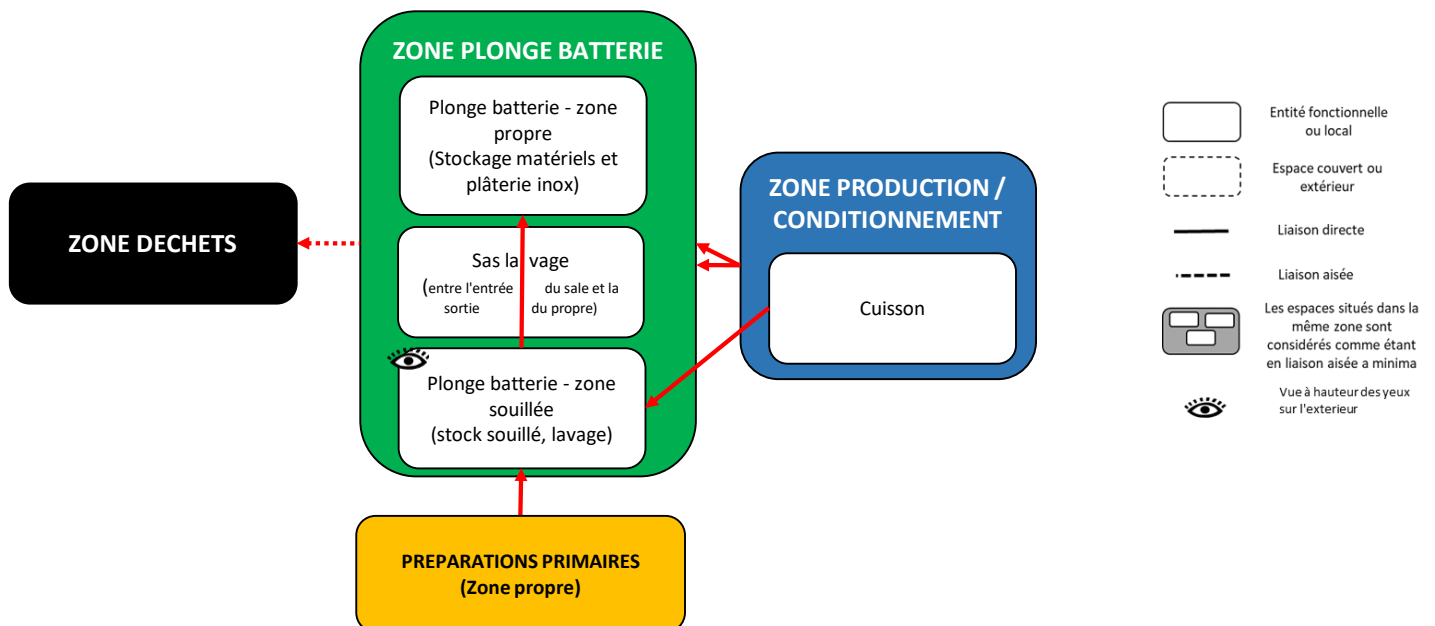 ZONE PLONGE BATTERIE
Plonge batterie - zone
propre
(Stockage matériels et
plâterie inox)
Sas lavage
(entre l'entrée du sale et la
sortie du propre)
Plonge batterie - zone
souillée
(stock souillé, lavage)
ZONE DECHETS
ZONE PRODUCTION /
CONDITIONNEMENT
Cuisson
PREPARATIONS PRIMAIRES
(Zone propre)
Entité fonctionnelle
ou local
Espace couvert ou
extérieur
Liaison directe
Liaison aisée
Les espaces situés dans la
même zone sont
considérés comme étant
en liaison aisée a minima
Vue à hauteur des yeux
sur l'exterieur